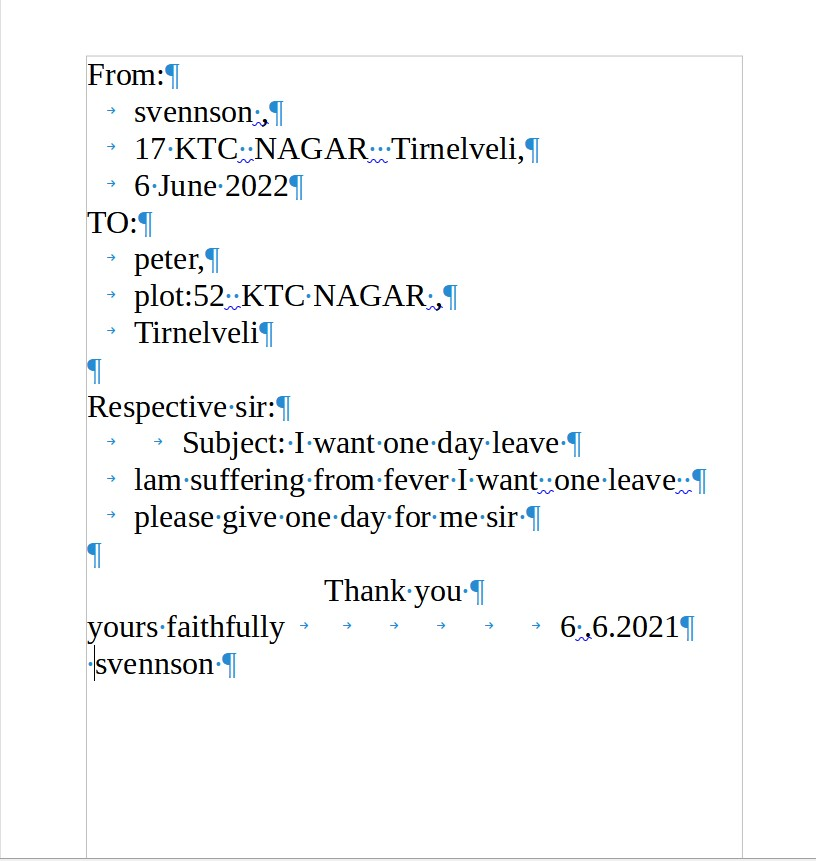 From:
svennson ,
17 KTC  NAGAR   Tirnelveli,
6 June 2022
TO:
peter,
plot:52  KTC NAGAR ,
Tirnelveli
Respective sir:
Subject: I want one day leave
lam suffering from fever I want  one leave
please give one day for me sir
Thank you
yours faithfully 6 .6.2021
svennson